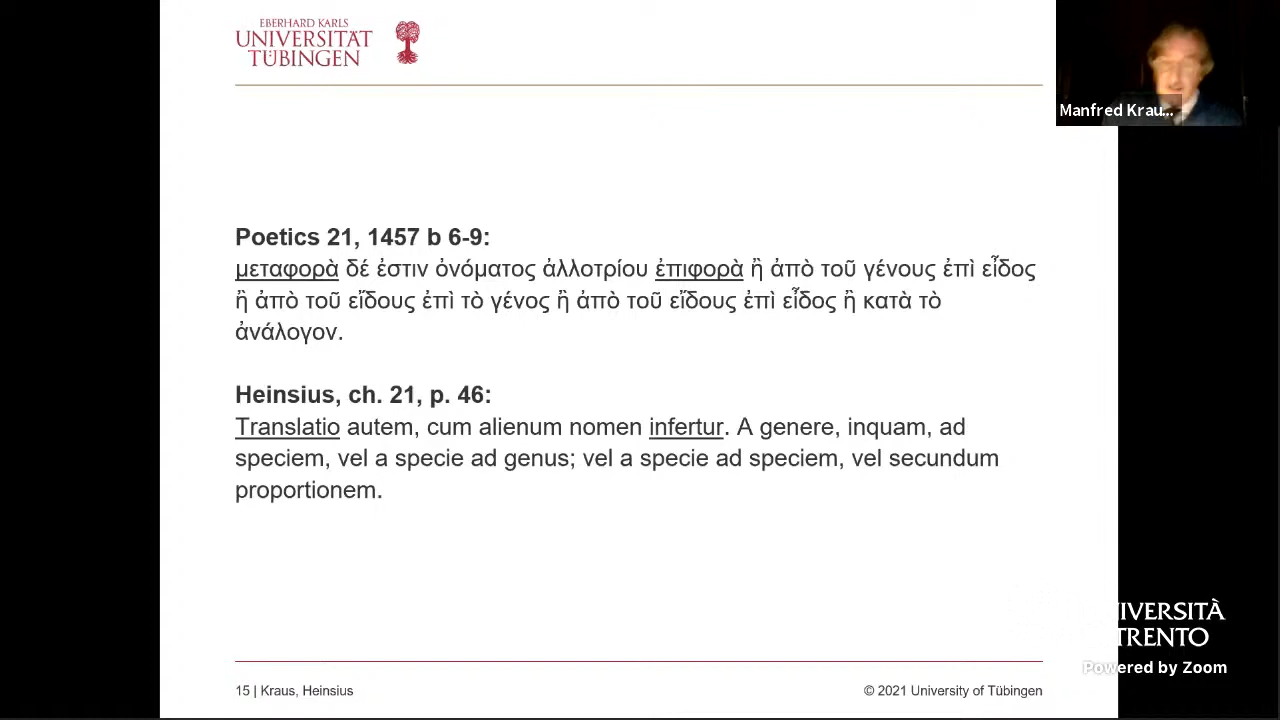 EBERHARD KARLS
UNIVERSITÄT
TÜBINGEN
Manfred Krau...
Poetics 21, 1457 b 6-9:
μεταφορὰ δέ ἐστιν ὀνόματος ἀλλοτρίου ἐπιφορὰ ἢ ἀπὸ τοῦ γένους ἐπὶ εἶδος
ἢ ἀπὸ τοῦ εἴδους ἐπὶ τὸ γένος ἢ ἀπὸ τοῦ εἴδους ἐπὶ εἶδος ἢ κατὰ τὸ
ἀνάλογον.
Heinsius, ch. 21, p. 46:
Translatio autem, cum alienum nomen infertur. A genere, inquam, ad
speciem, vel a specie ad genus; vel a specie ad speciem, vel secundum
proportionem.
IVERSITÀ
TRENTO
Powered by Zoom
15 | Kraus, Heinsius
© 2021 University of Tübingen